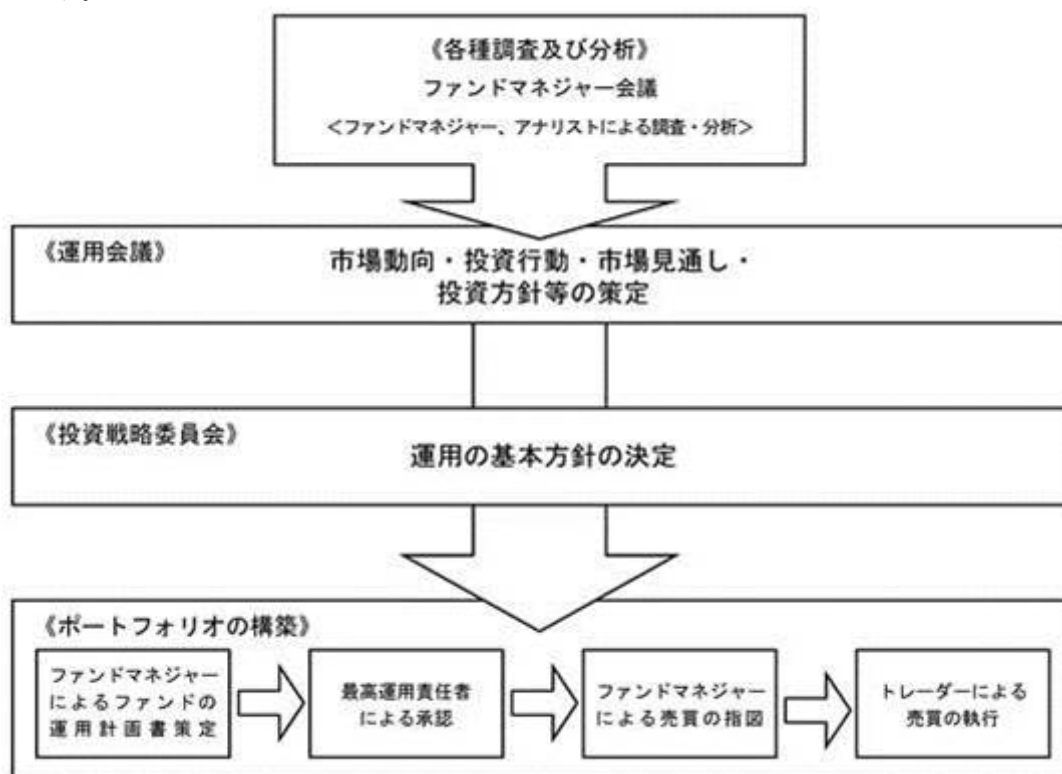 《各種調査及び分析》
ファンドマネジャー会議
＜ファンドマネジャー、アナリストによる調査・分析＞
《運用会議》
市場動向・投資行動・市場見通し・
投資方針等の策定
《投資戦略委員会》
運用の基本方針の決定
《ポートフォリオの構築》
ファンドマネジャー
によるファンドの
運用計画書策定
最高運用責任者
による承認
ファンドマネジャー
による売買の指図
トレーダーによる
売買の執行